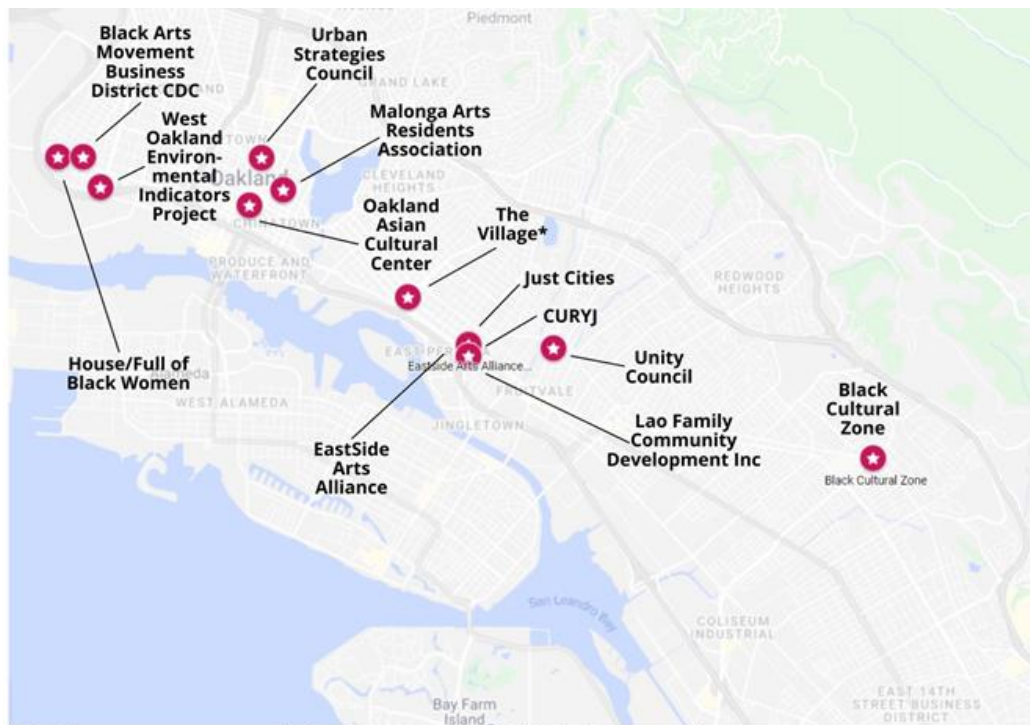 Piedmont
Black Arts
Movement
Business
District CDC
Urban
Strategies
Council
GRAND LAKE
Malonga Arts
Residents
Association
West
Oakland
Environ-
mental
Indicators
Project
Oakland
CLEVELAND
HEIGHTS
CHINATOWN
Oakland
Asian
Cultural
Center
The
Village*
PRODUCE AND
WATERFRONT
REDWOOD
HEIGHTS
Just Cities
CURYJ
House/Full of
Black Women
Alameda
Eastside Arts Alliance...
Unity
Council
FRUITVALE
WEST ALAMEDA
JINGLETOWN
Black
Cultural
Zone
Lao Family
Community
Development Inc
EastSide
Arts
Alliance
Black Cultural Zone
San Leandro Bay
COLISEUM
INDUSTRIAL
Bay Farm
Island
EAST 14TH
STREET BUSINESS
DISTRICT